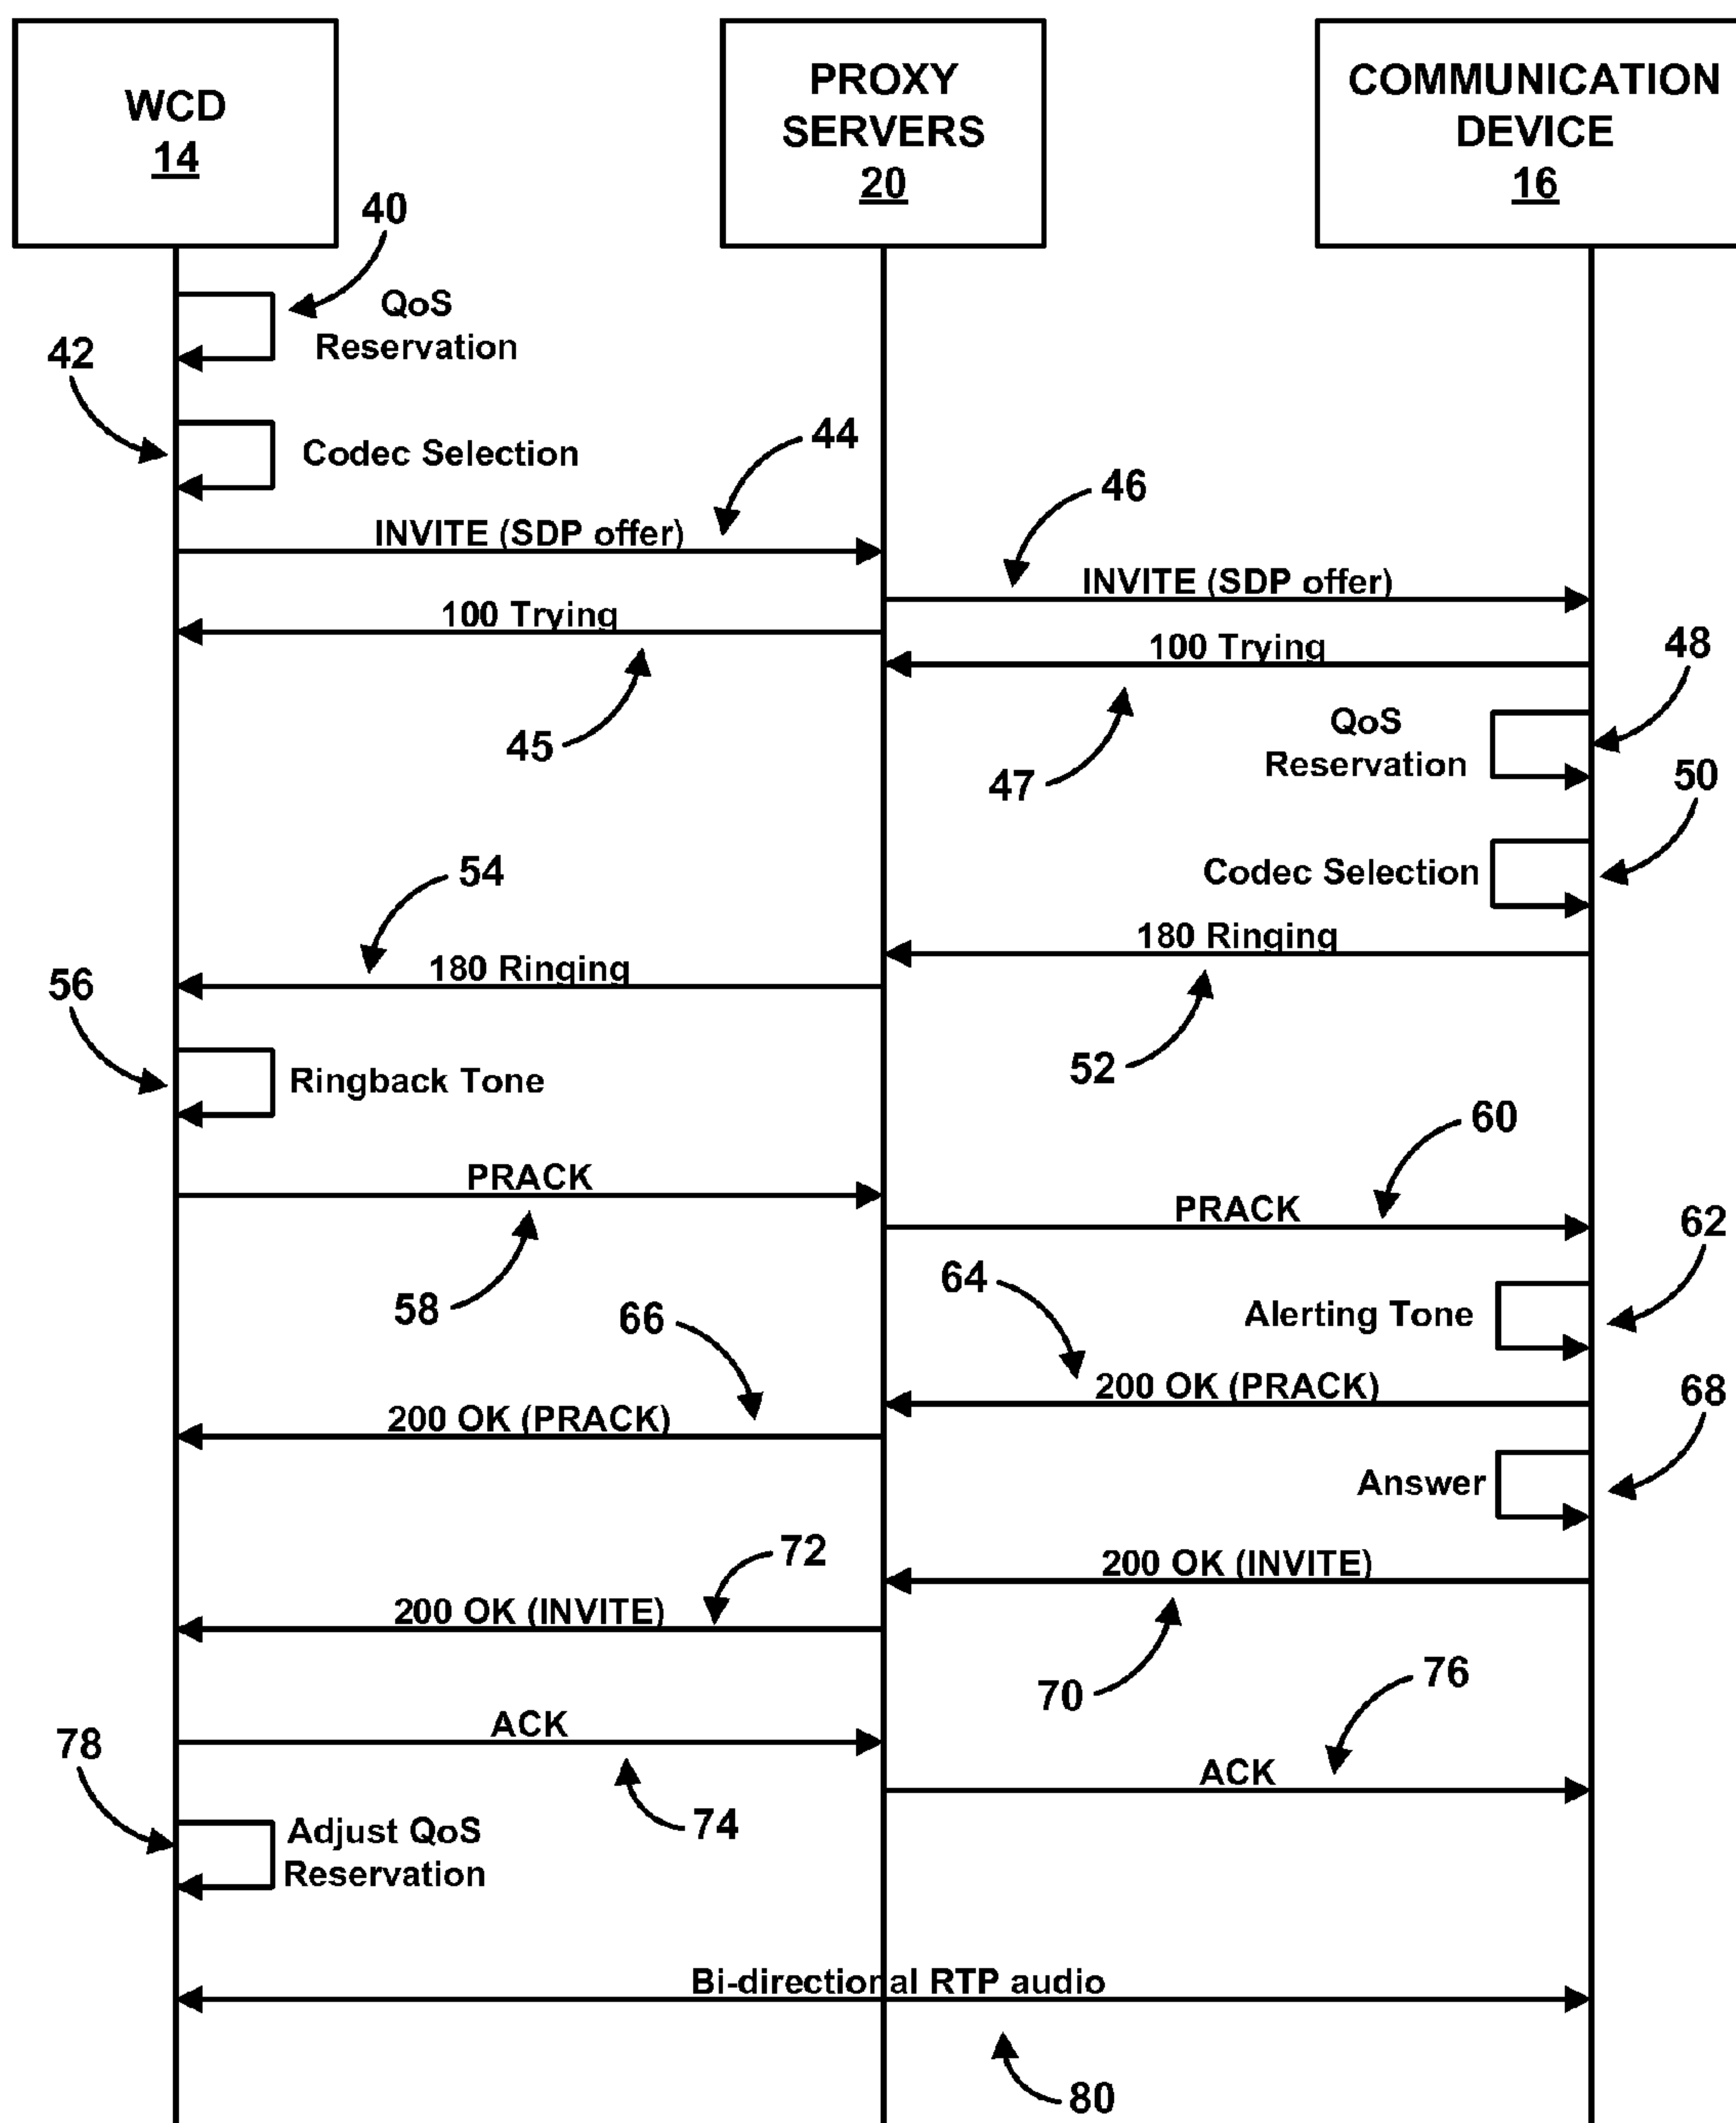 WCD
14
PROXY
SERVERS
20
COMMUNICATION
DEVICE
16
40
QoS
Reservation
42
Codec Selection
44
INVITE (SDP offer)
46
INVITE (SDP offer)
100 Trying
45
100 Trying
47
48
QoS
Reservation
50
Codec Selection
54
180 Ringing
52
180 Ringing
56
Ringback Tone
60
PRACK
58
PRACK
62
64
Alerting Tone
66
200 OK (PRACK)
200 OK (PRACK)
68
Answer
72
200 OK (INVITE)
200 OK (INVITE)
70
76
ACK
74
ACK
78
Adjust QoS
Reservation
Bi-directional RTP audio
80